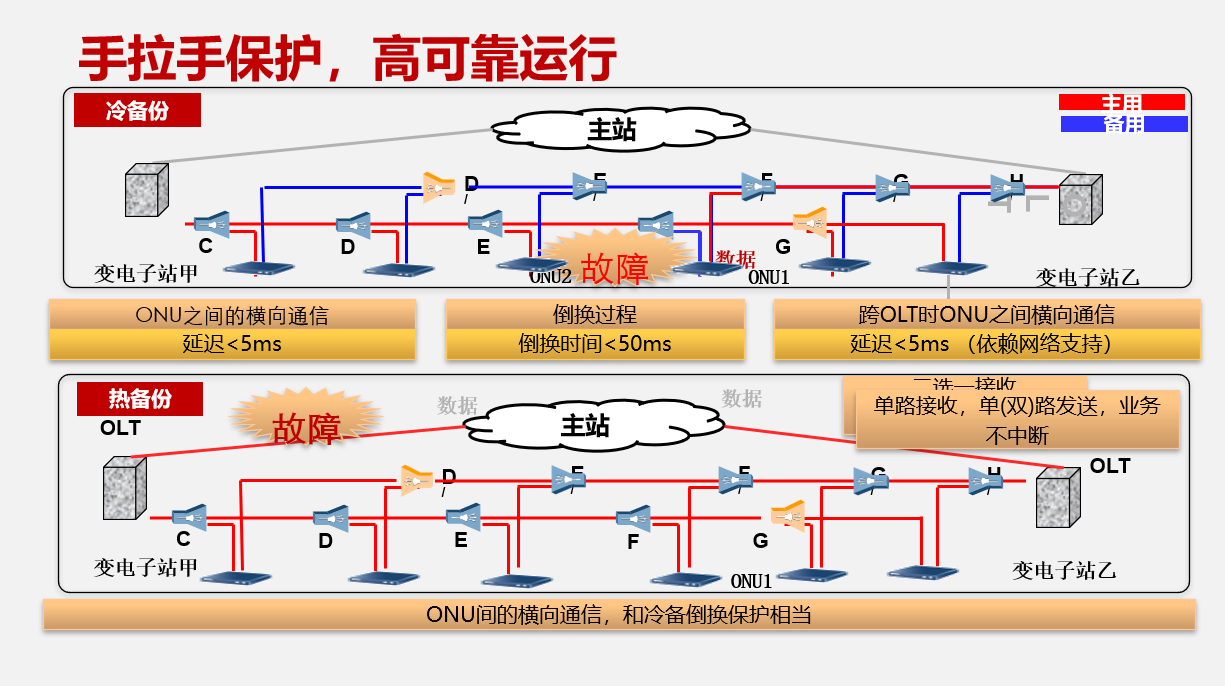 手拉手保护，高可靠运行
冷备份
主用
备用
主站
D
/
E
/
F
/
G
/
H
/
C
D
E
G
数据
故障
ONU2
ONU1
变电子站甲
变电子站乙
ONU之间的横向通信
延迟<5ms
倒换过程
倒换时间<50ms
跨OLT时ONU之间横向通信
延迟<5ms （依赖网络支持）
热备份
OLT
故障
数据
主站
数据
二选一接收
单路接收，单(双)路发送，业务
不中断
OLT
D
/
E
/
F
/
G
/
H
/
C
D
E
F
G
变电子站甲
ONU1
变电子站乙
ONU间的横向通信，和冷备倒换保护相当